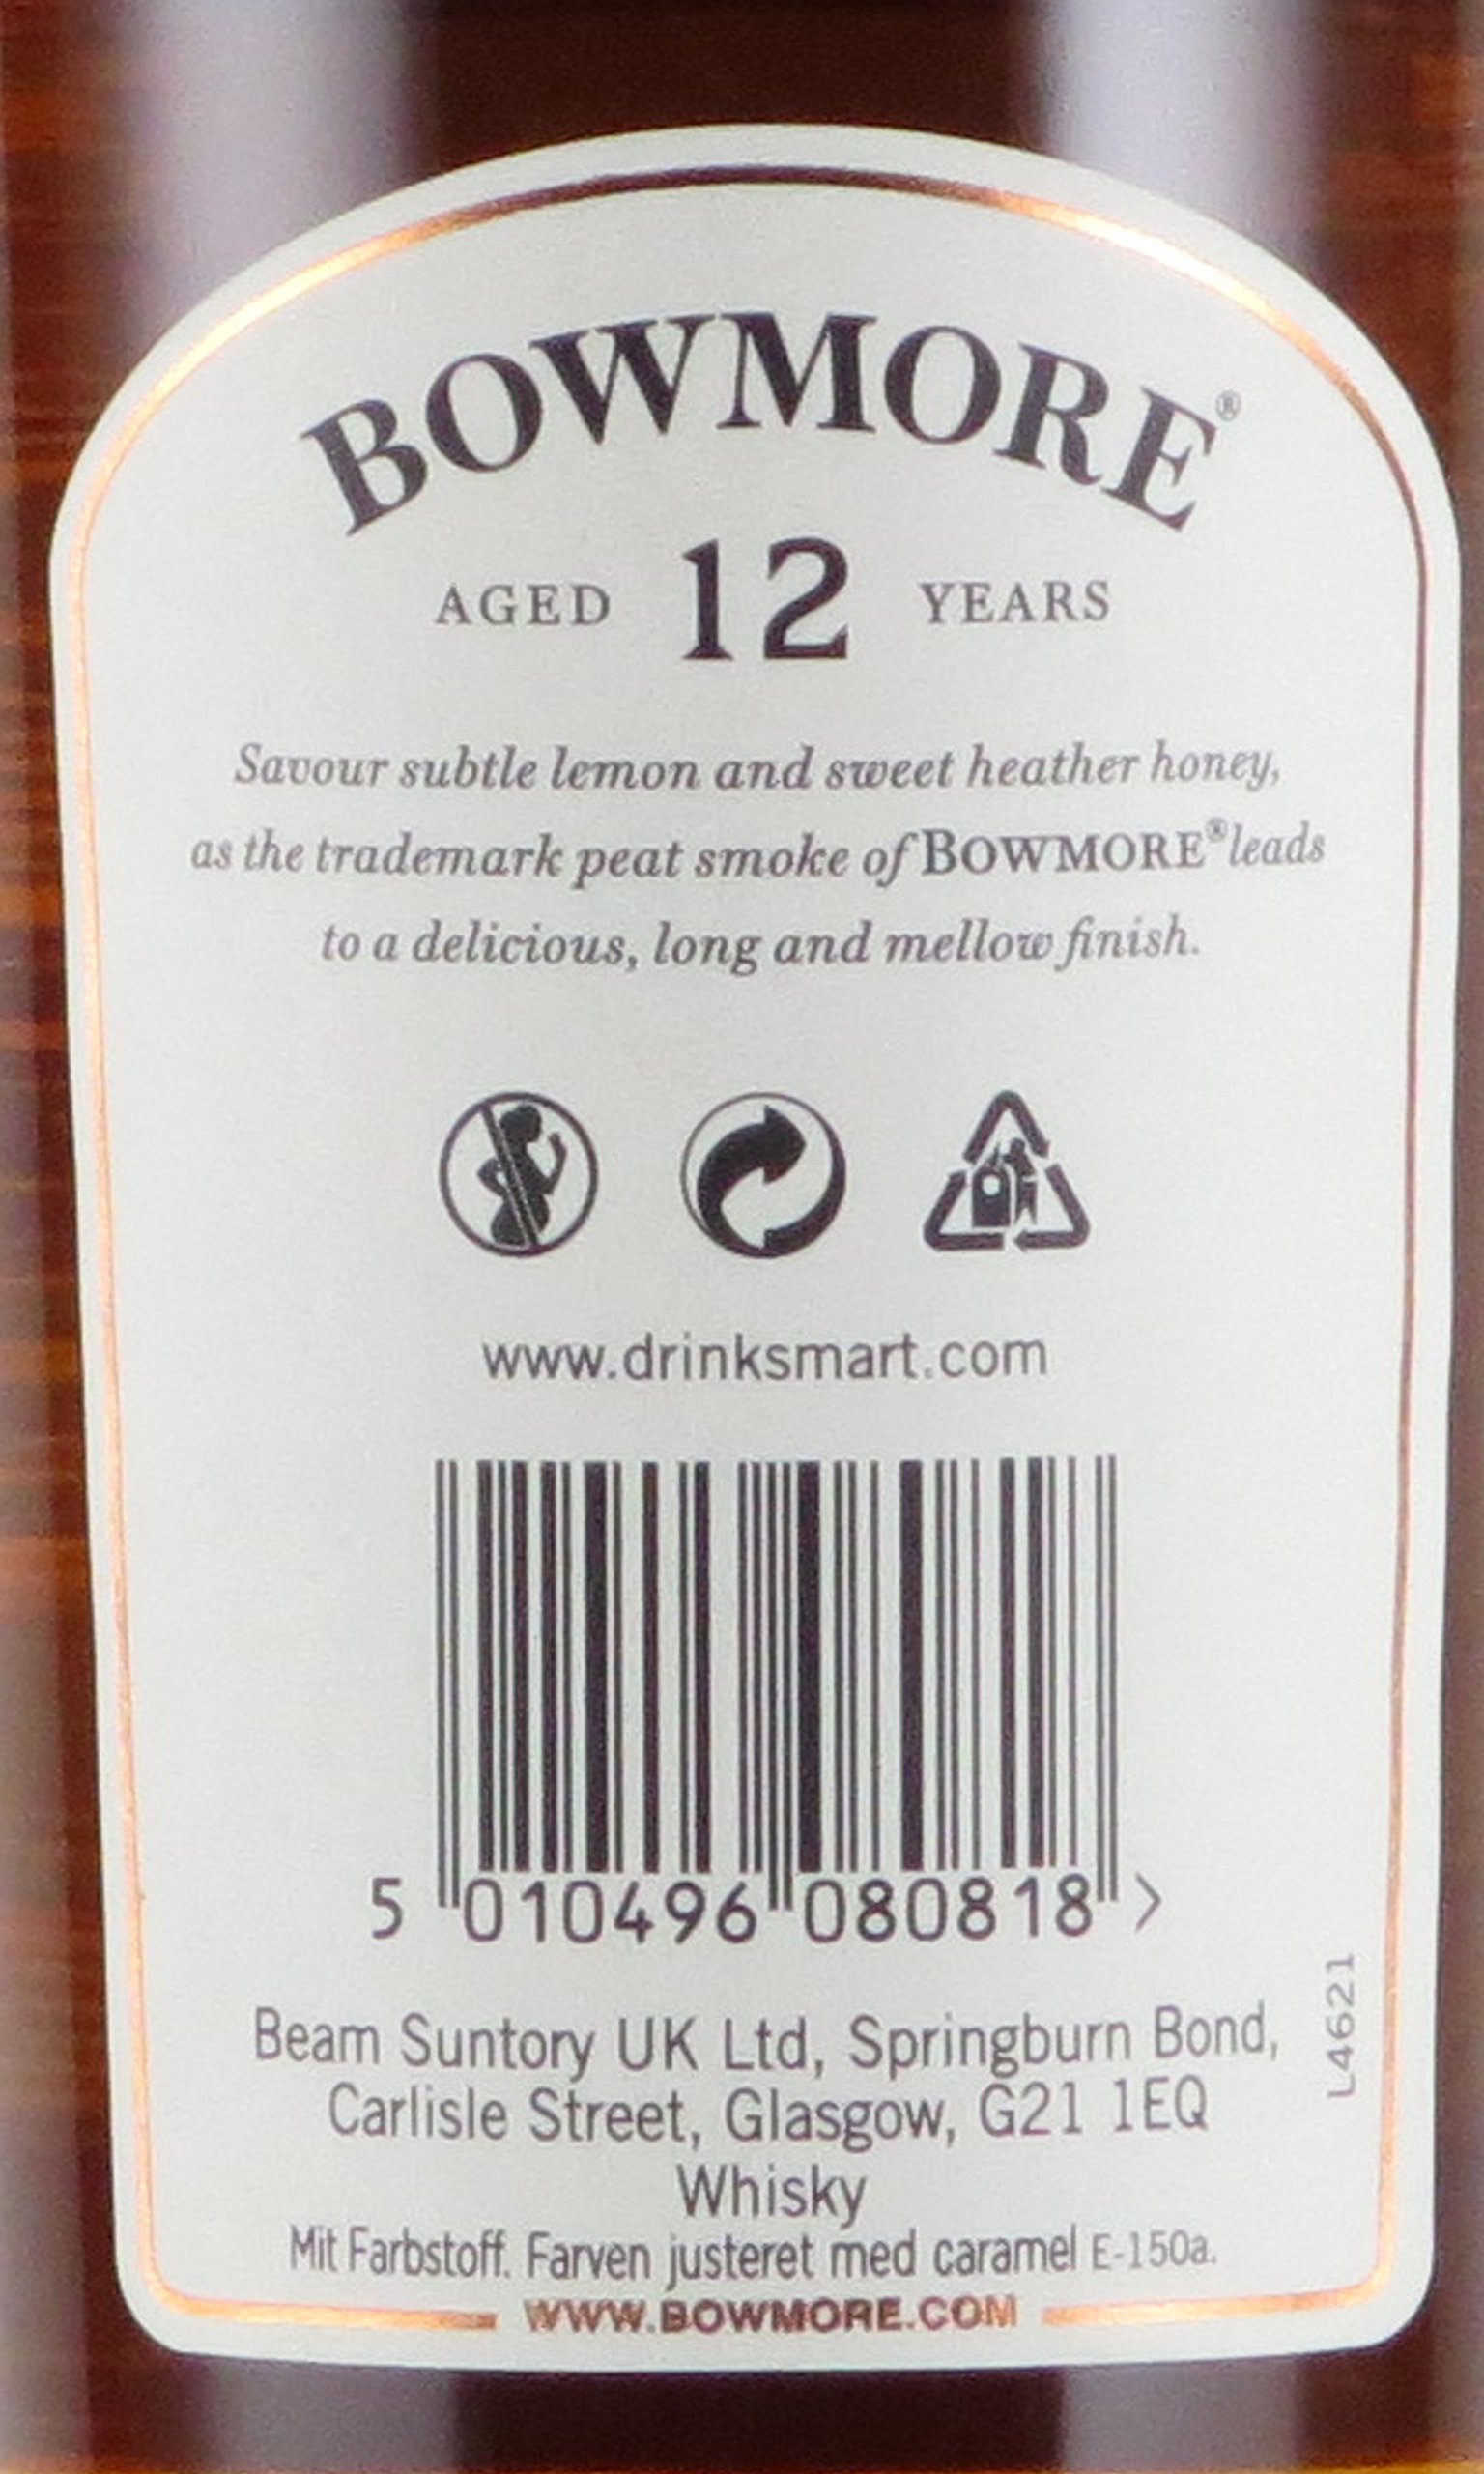 BOWMORE®
AGED 12 YEARS
Savour subtle lemon and sweet heather honey,
as the trademark peat smoke of BOWMORE® leads
to a delicious, long and mellow finish.
www.drinksmart.com
5 010496 080818 >
L4621
Beam Suntory UK Ltd, Springburn Bond,
Carlisle Street, Glasgow, G21 1EQ
Whisky
Mit Farbstoff. Farven justeret med caramel E-150a.
WWW.BOWMORE.COM